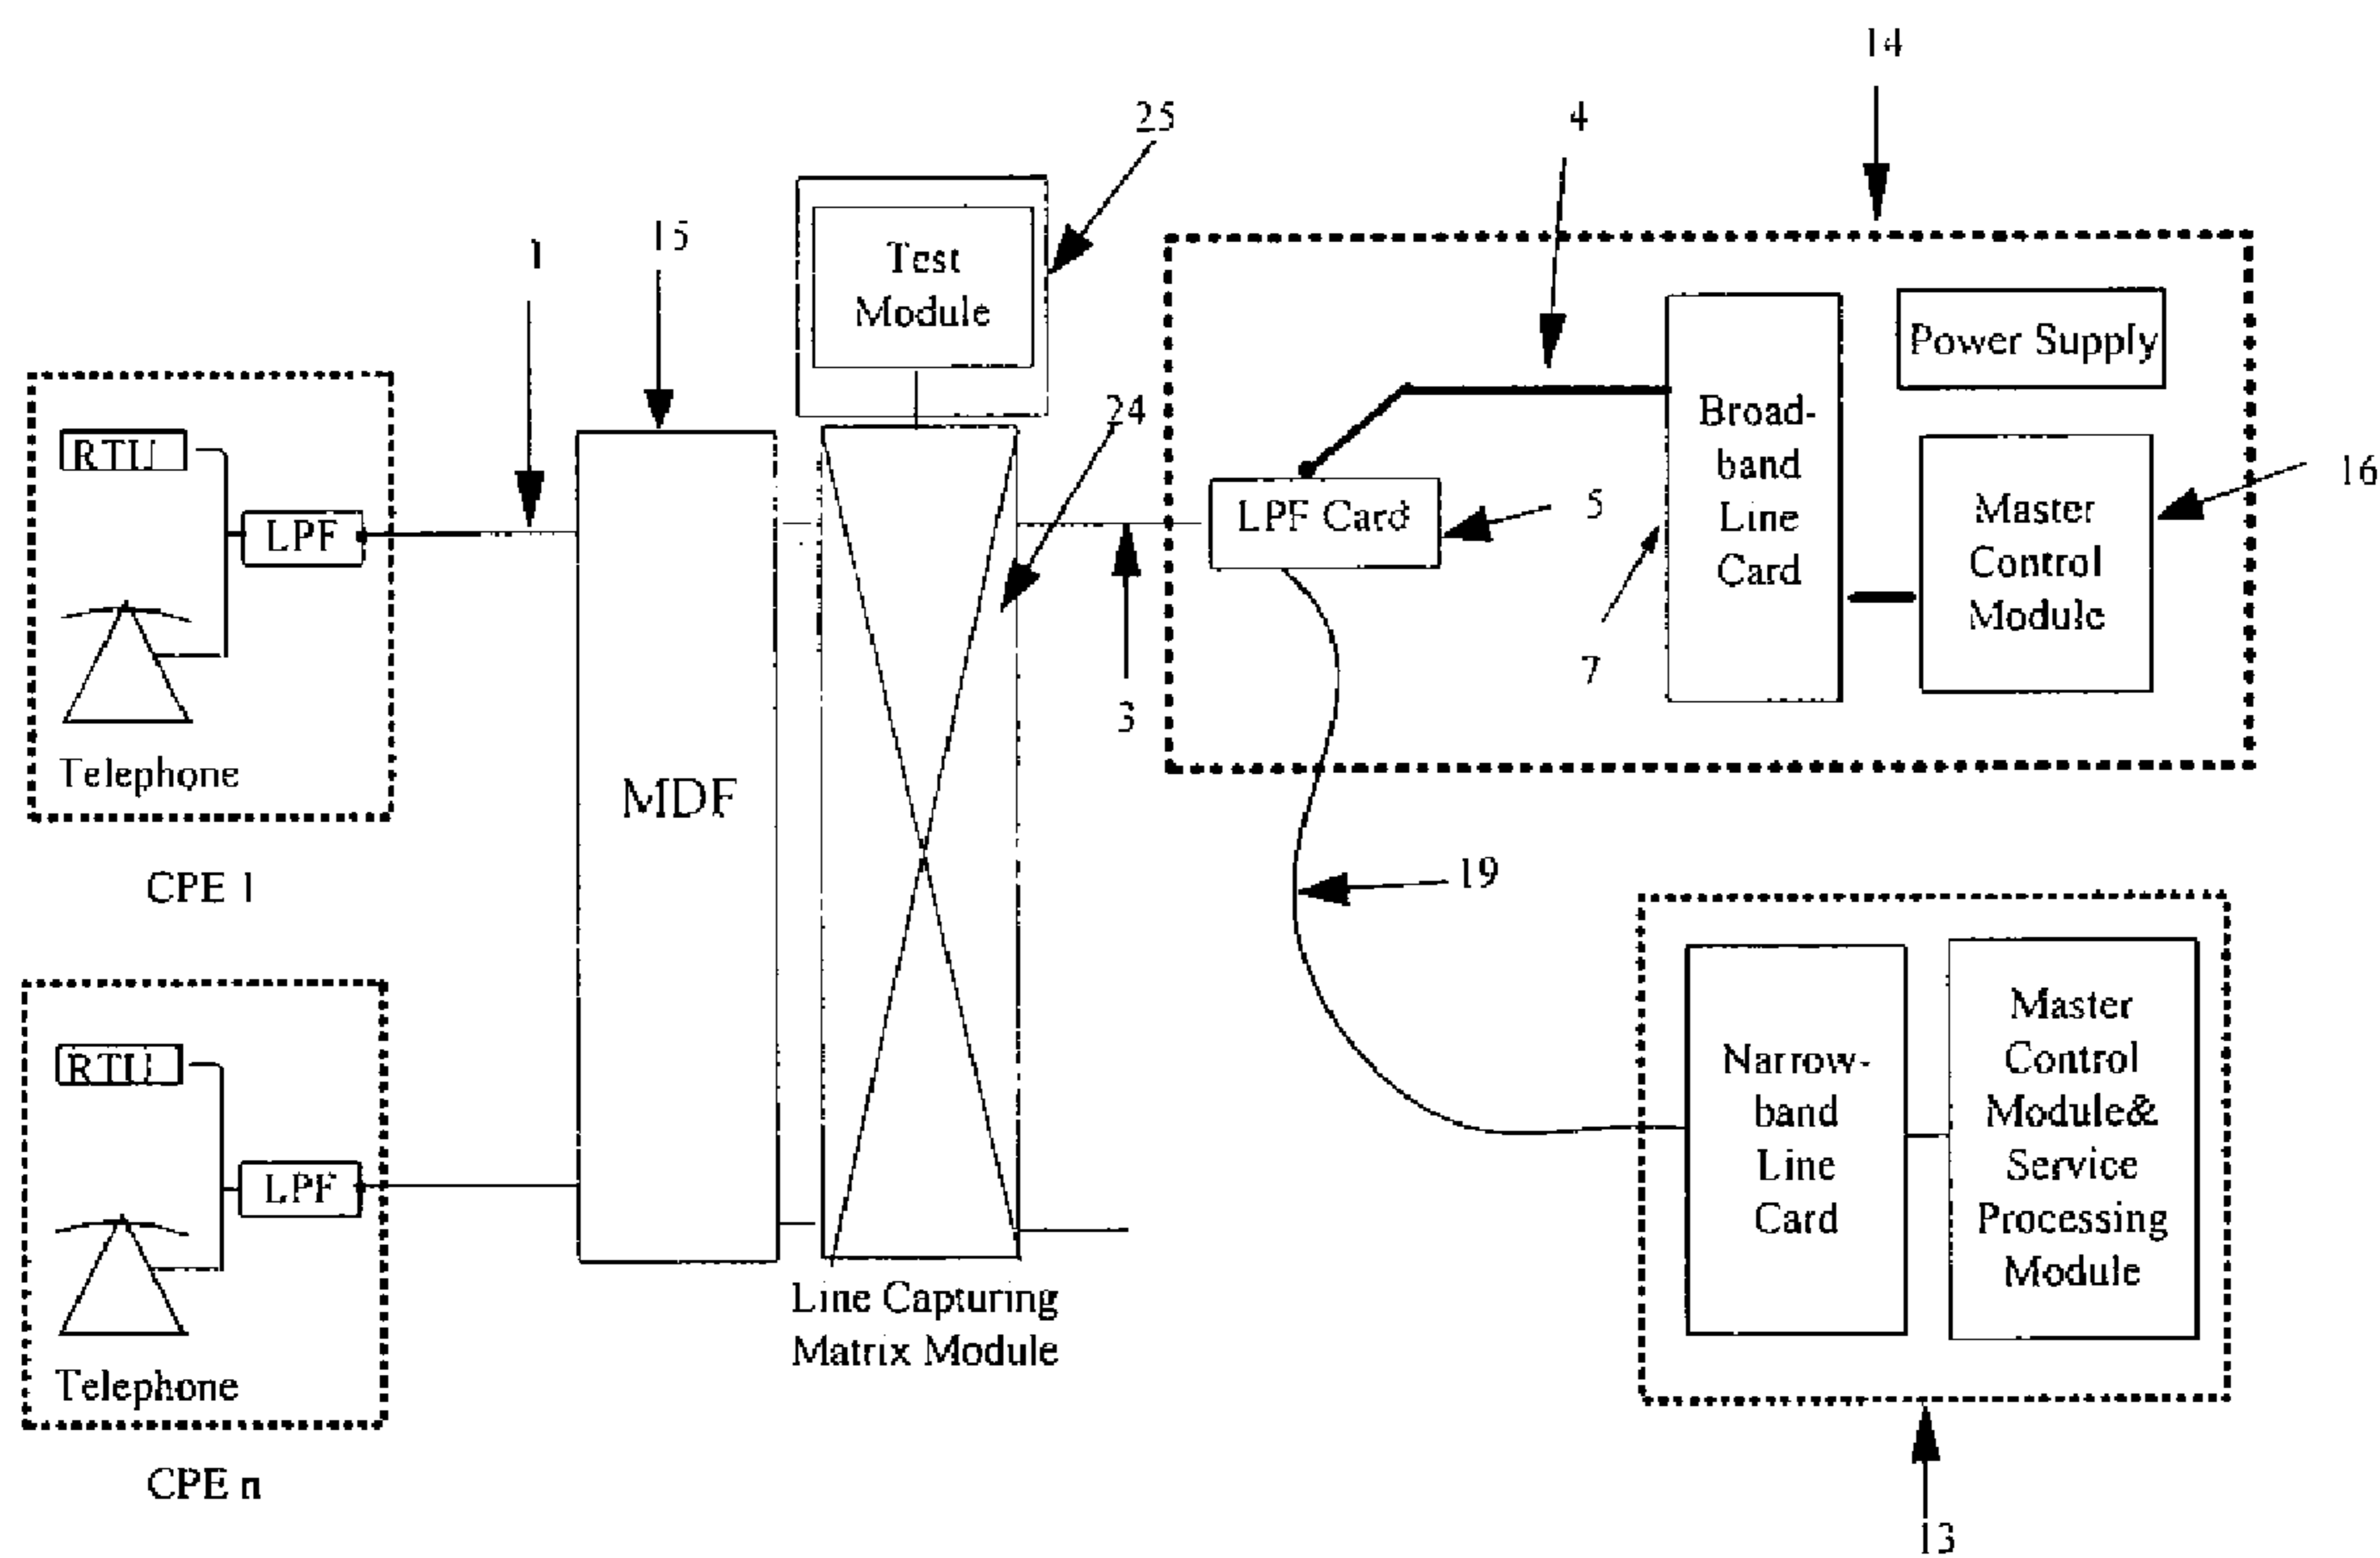 14
25
4
15
1
Test
Module
Power Supply
24
Broad-
band
Line
Card
RTU
16
LPF
LPF Card
5
Master
Control
Module
7
3
Telephone
MDF
CPE 1
19
Master
Control
Module&
Service
Processing
Module
Narrow-
band
Line
Card
RTU
LPF
Line Capturing
Matrix Module
Telephone
CPE n
13